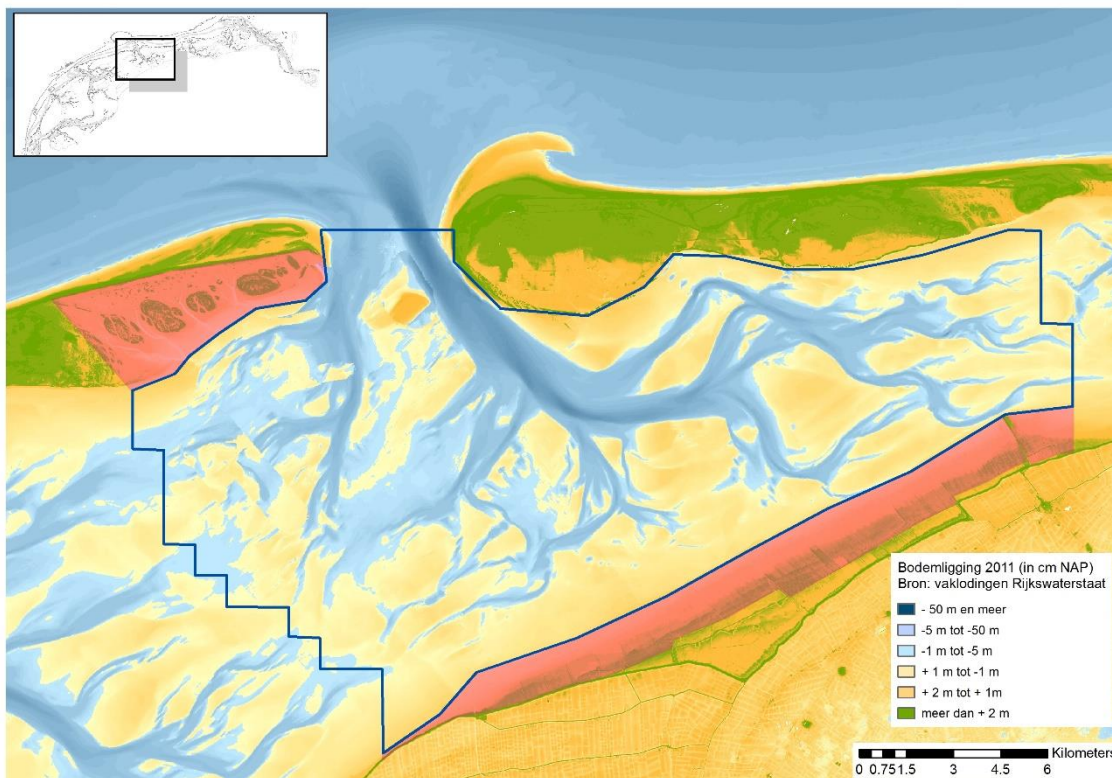 Bodemligging 2011 (in cm NAP)
Bron: vaklodingen Rijkswaterstaat
- 50 m en meer
-5 m tot -50 m
-1 m tot -5 m
+ 1 m tot -1 m
+ 2 m tot + 1m
meer dan + 2 m
Kilometers
0 0.75 1.5 3 4.5 6